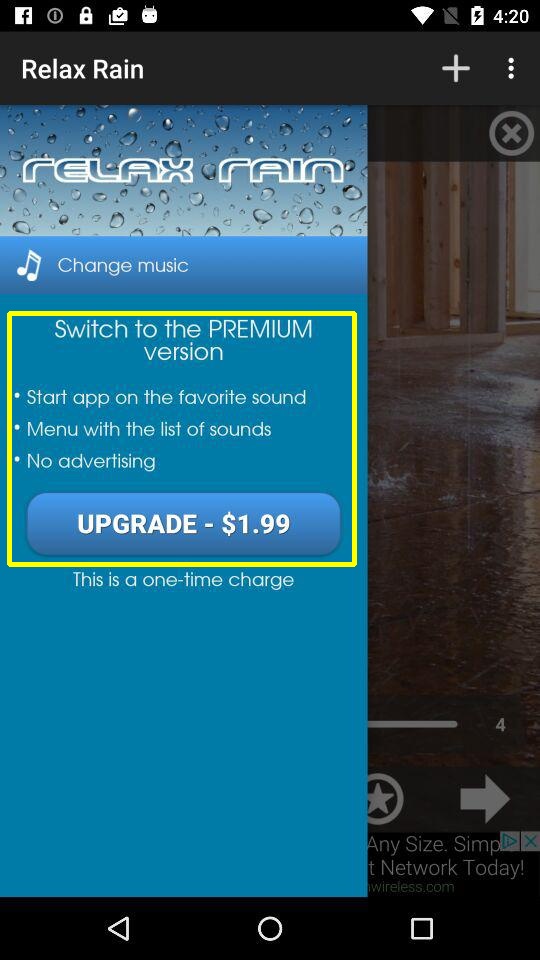 4:20
Relax Rain
RELAX RAIN
Change music
Switch to the PREMIUM
version
• Start app on the favorite sound
• Menu with the list of sounds
• No advertising
UPGRADE - $1.99
This is a one-time charge
4
Any Size. Simp
t Network Today!
wireless.com